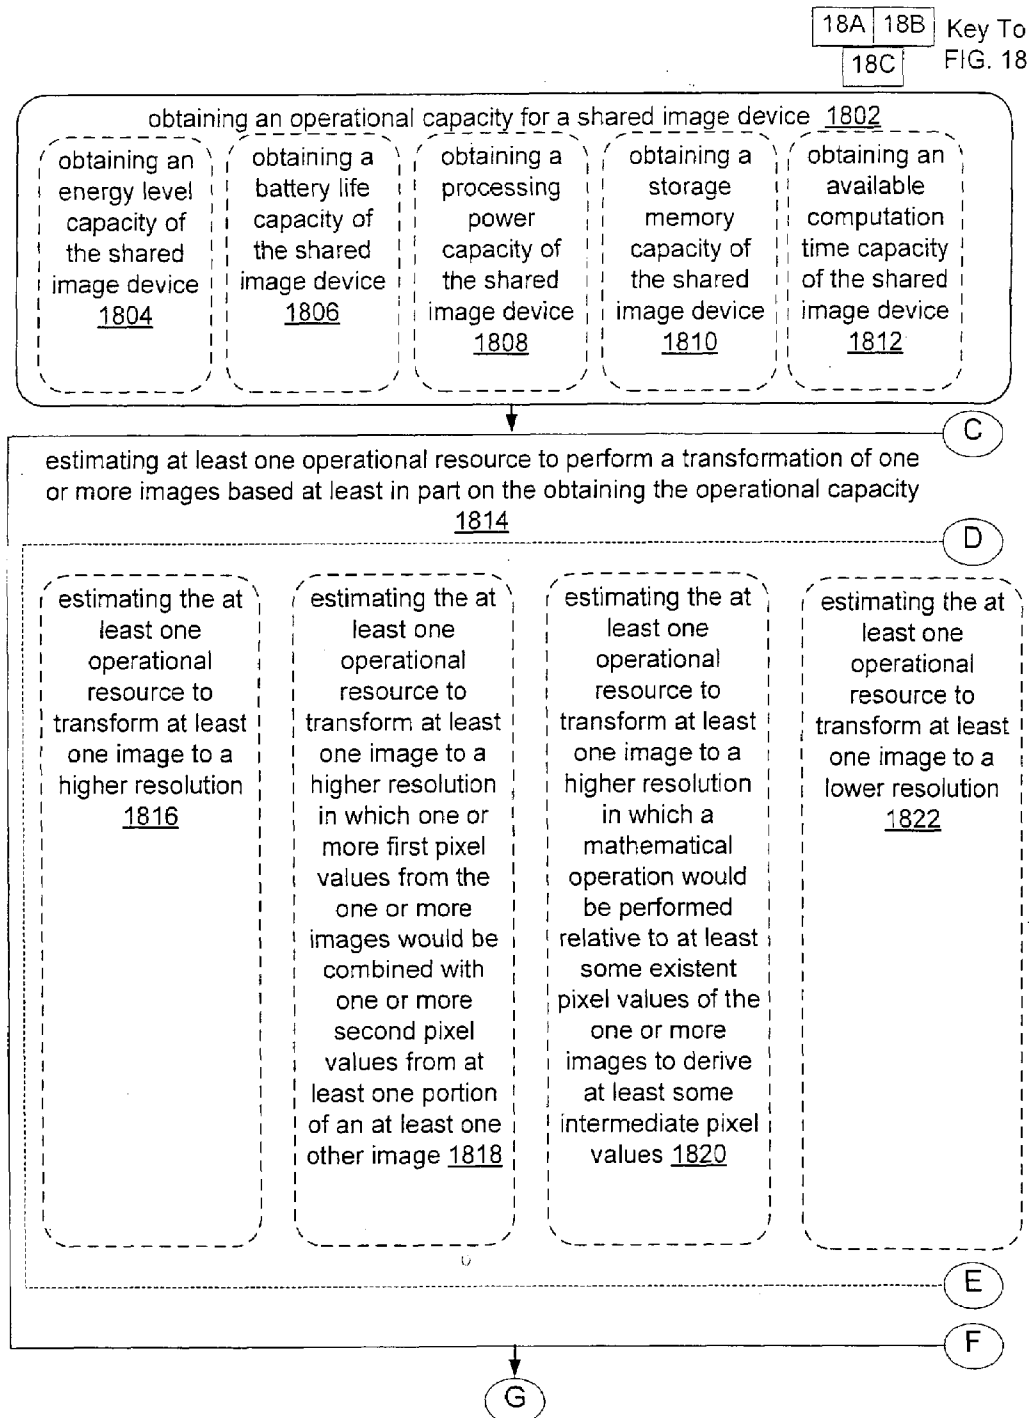 18A 18B Key To
18C FIG. 18
obtaining an operational capacity for a shared image device 1802
obtaining an
energy level
capacity of
the shared
image device
1804
obtaining a
battery life
capacity of
the shared
image device
1806
obtaining a
processing
power
capacity of
the shared
image device
1808
obtaining a
storage
memory
capacity of
the shared
image device
1810
obtaining an
available
computation
time capacity
of the shared
image device
1812
C
estimating at least one operational resource to perform a transformation of one
or more images based at least in part on the obtaining the operational capacity
1814
D
estimating the at
least one
operational
resource to
transform at least
one image to a
higher resolution
1816
estimating the at
least one
operational
resource to
transform at least
one image to a
higher resolution
in which one or
more first pixel
values from the
one or more
images would be
combined with
one or more
second pixel
values from at
least one portion
of an at least one
other image 1818
estimating the at
least one
operational
resource to
transform at least
one image to a
higher resolution
in which a
mathematical
operation would
be performed
relative to at least
some existent
pixel values of the
one or more
images to derive
at least some
intermediate pixel
values 1820
estimating the at
least one
operational
resource to
transform at least
one image to a
lower resolution
1822
E
F
G